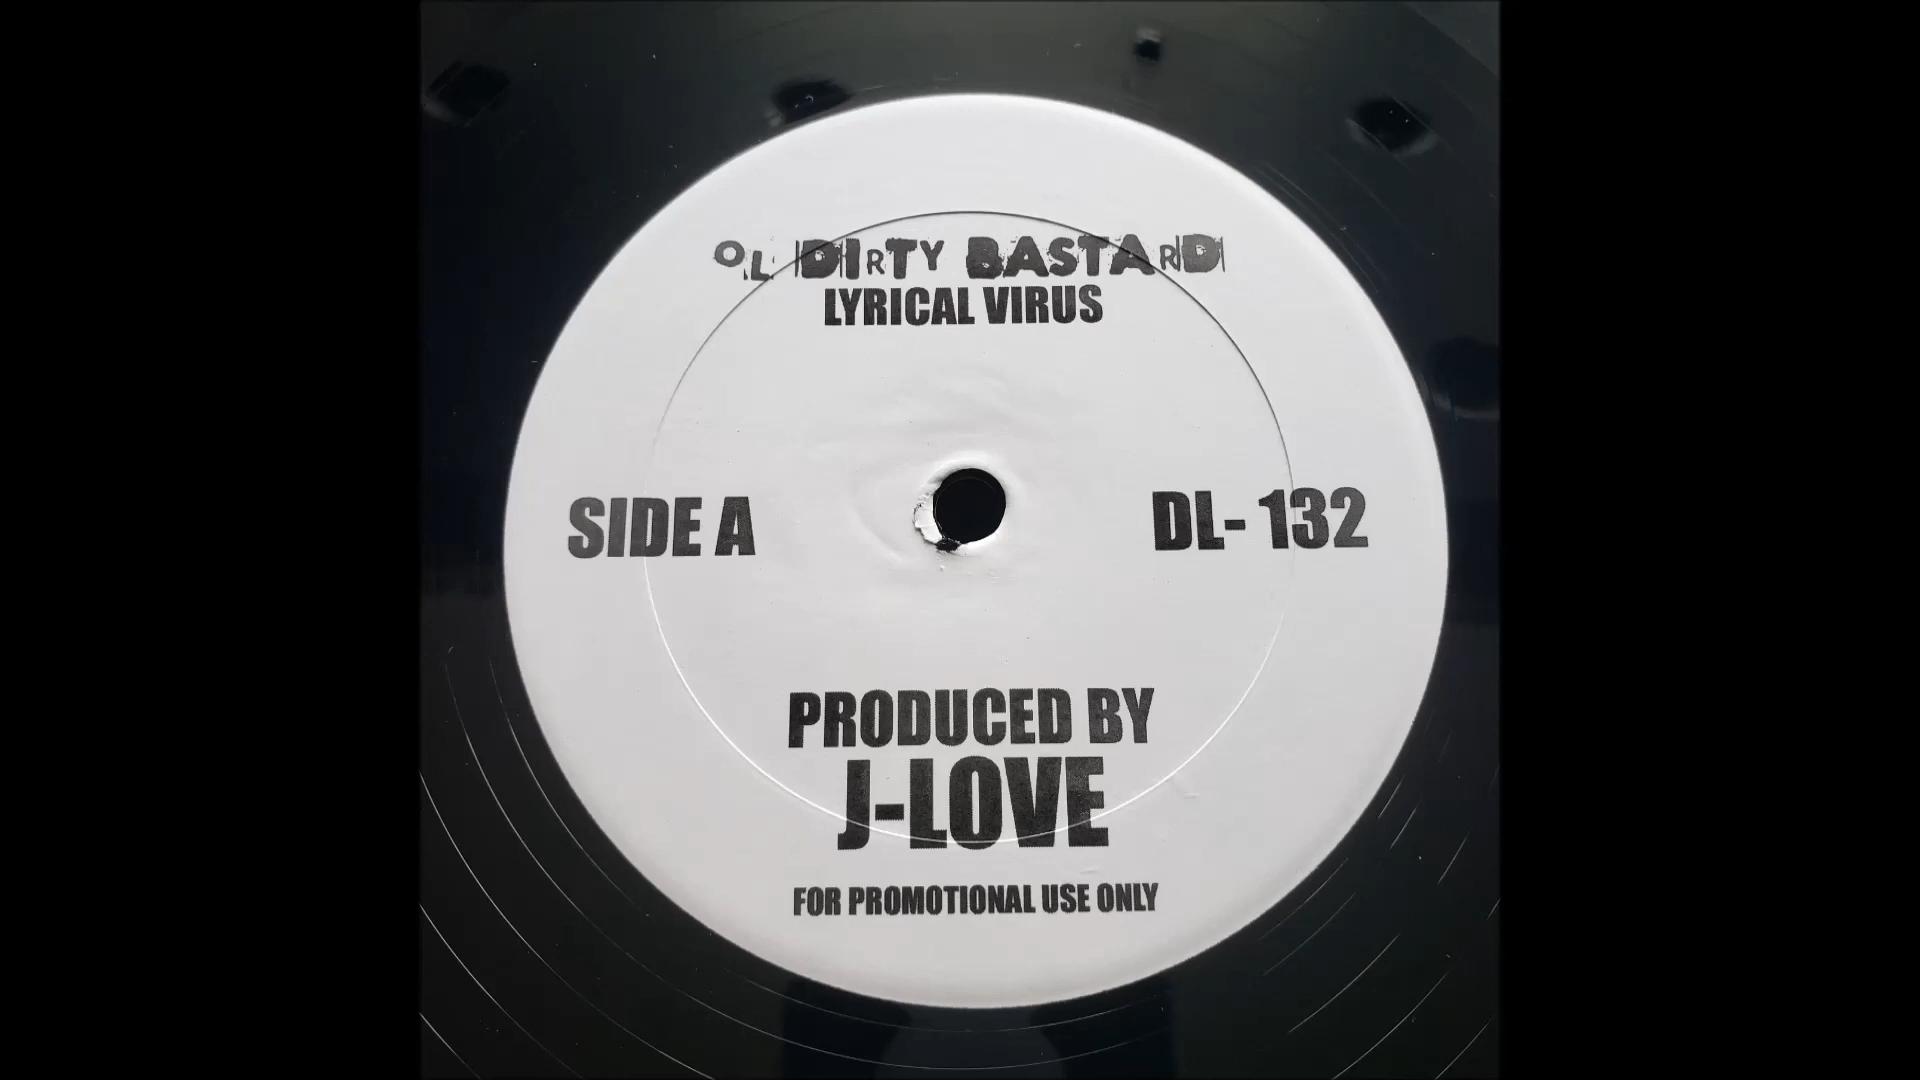 OL' DIrTY BASTArD
LYRICAL VIRUS
SIDE A
DL- 132
PRODUCED BY
J-LOVE
FOR PROMOTIONAL USE ONLY